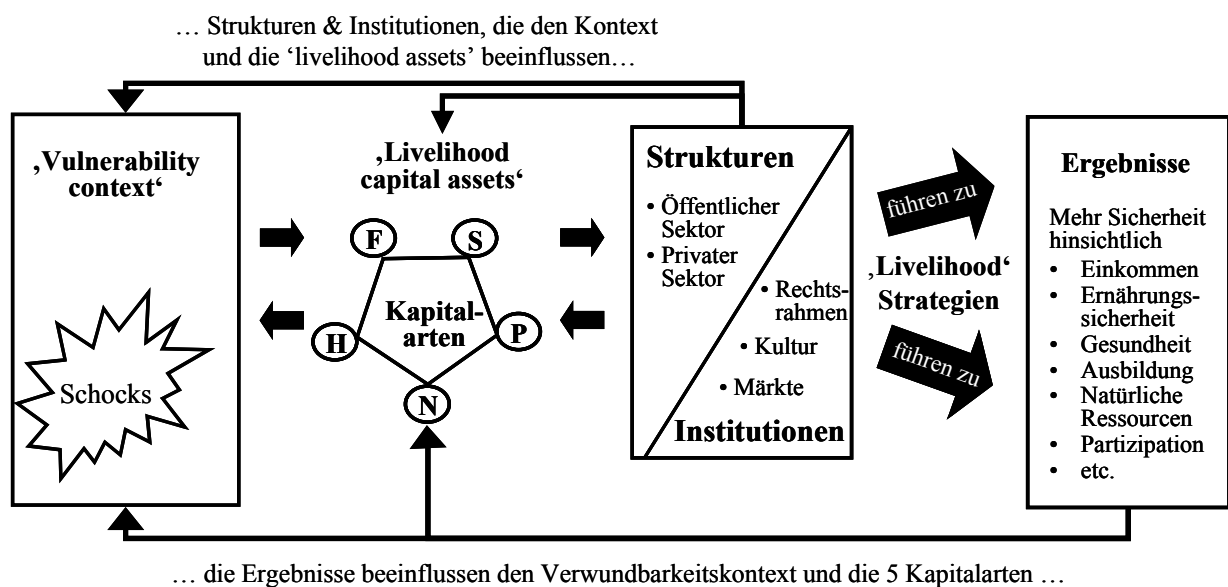 … Strukturen & Institutionen, die den Kontext
und die ‘livelihood assets’ beeinflussen…
‚Vulnerability
context‘
Schocks
‚Livelihood
capital assets‘
F
S
Kapital-
arten
H
P
N
Strukturen
• Öffentlicher
Sektor
• Privater
Sektor
• Rechts-
rahmen
• Kultur
• Märkte
Institutionen
führen zu
‚Livelihood‘
Strategien
führen zu
Ergebnisse
Mehr Sicherheit
hinsichtlich
• Einkommen
• Ernährungs-
sicherheit
• Gesundheit
• Ausbildung
• Natürliche
Ressourcen
• Partizipation
• etc.
… die Ergebnisse beeinflussen den Verwundbarkeitskontext und die 5 Kapitalarten …